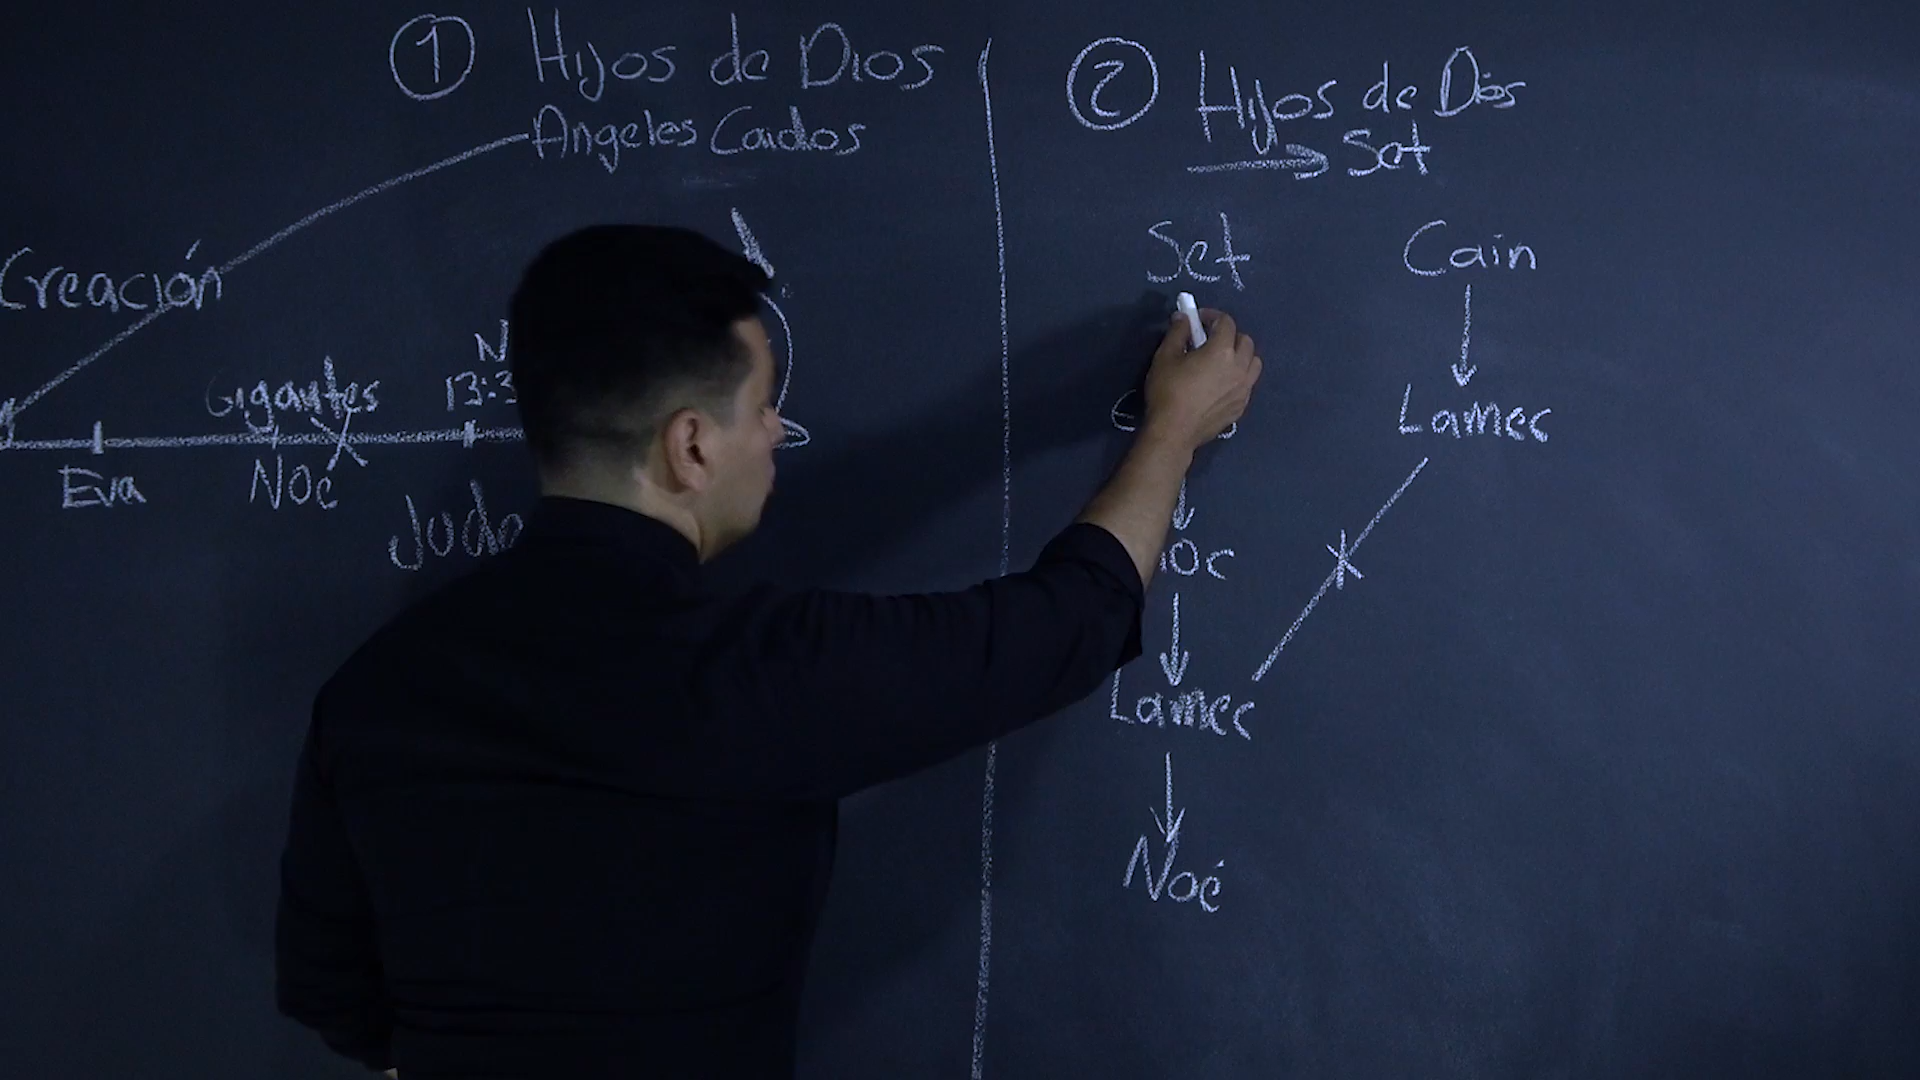 ① Hijos de Dios
Angeles Caidos
Creación
Gigantes
Eva
Noé
② Hijos de Dios
Set
Set
Cain
Lamec
Lamec
Noé